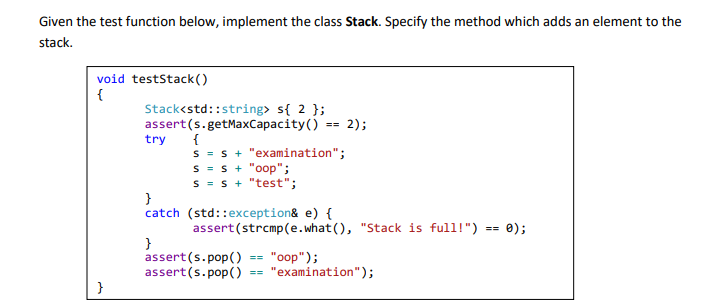 Given the test function below, implement the class Stack. Specify the method which adds an element to the
stack.
void testStack()
{
Stack<std::string> s{ 2 };
assert(s.getMaxCapacity() == 2);
try {
s = s + "examination";
s = s + "oop";
s = s + "test";
}
catch (std::exception& e) {
assert(strcmp(e.what(), "Stack is full!") == 0);
}
assert(s.pop() == "oop");
assert(s.pop() == "examination");
}